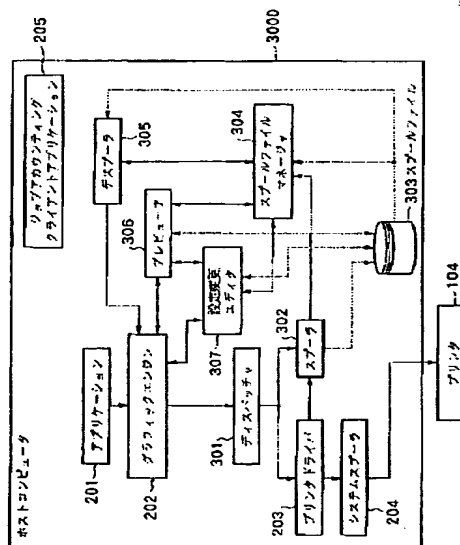 ホストコンピュータ
3000
ジョブアカウンティング
クライアントアプリケーション
205
アプリケーション
201
グラフィックエンジン
202
デスプーラ
305
プレビューア
306
設定変更
エディタ
307
スプールファイル
マネージャ
304
ディスパッチャ
301
スプーラ
302
303 スプールファイル
プリンタドライバ
203
システムスプーラ
204
プリンタ
104